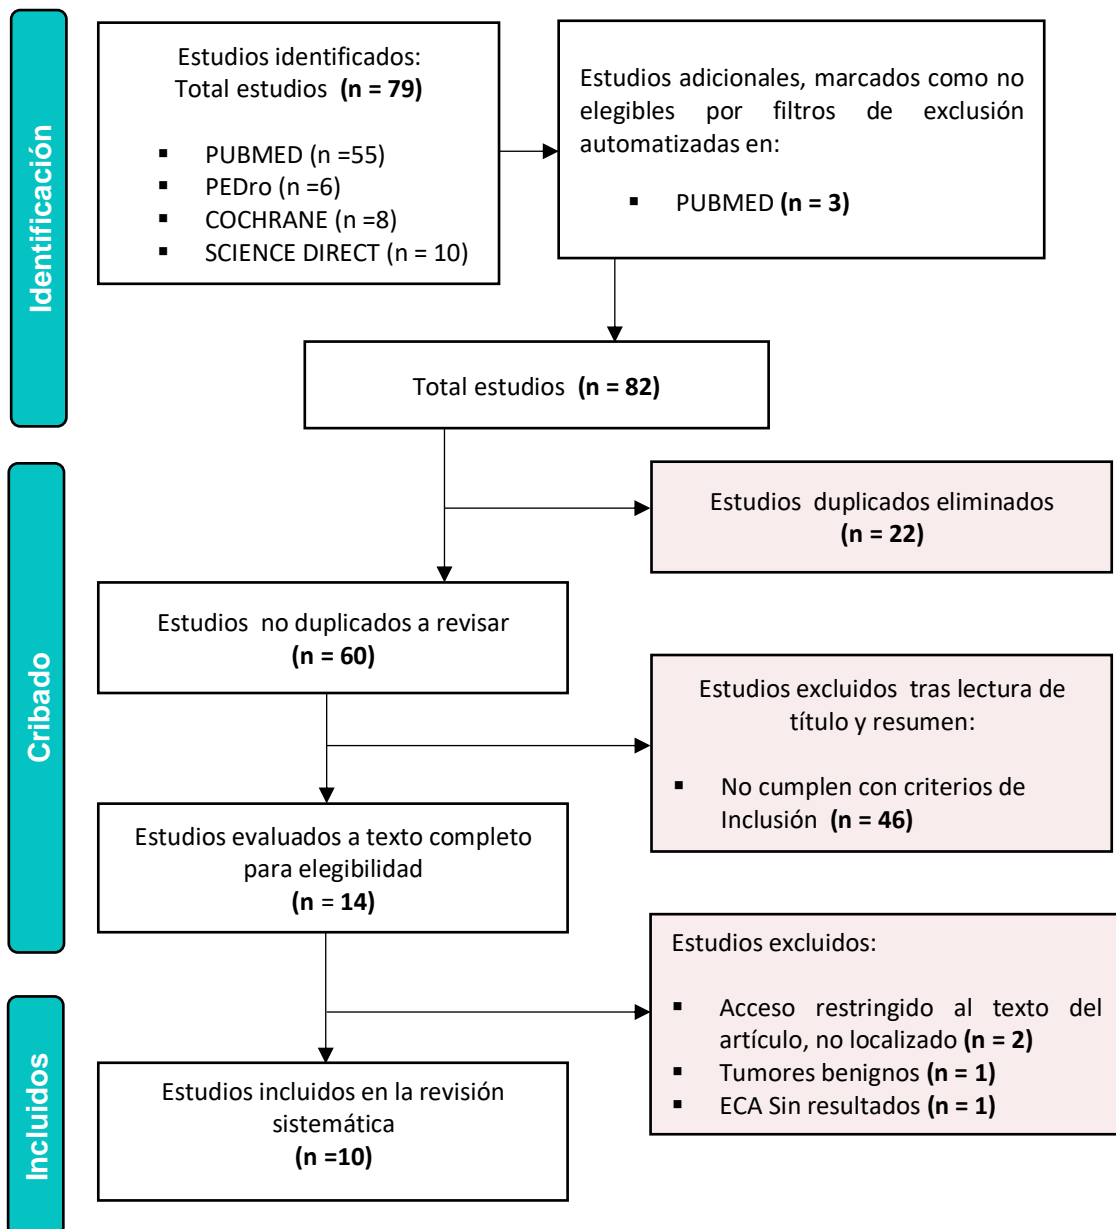 Identificación
Estudios identificados:
Total estudios (n = 79)
▪ PUBMED (n =55)
▪ PEDro (n =6)
▪ COCHRANE (n =8)
▪ SCIENCE DIRECT (n = 10)
Estudios adicionales, marcados como no
elegibles por filtros de exclusión
automatizadas en:
▪ PUBMED (n = 3)
Total estudios (n = 82)
Cribado
Estudios duplicados eliminados
(n = 22)
Estudios no duplicados a revisar
(n = 60)
Estudios excluidos tras lectura de
título y resumen:
▪ No cumplen con criterios de
Inclusión (n = 46)
Estudios evaluados a texto completo
para elegibilidad
(n = 14)
Estudios excluidos:
▪ Acceso restringido al texto del
artículo, no localizado (n = 2)
▪ Tumores benignos (n = 1)
▪ ECA Sin resultados (n = 1)
Incluidos
Estudios incluidos en la revisión
sistemática
(n =10)